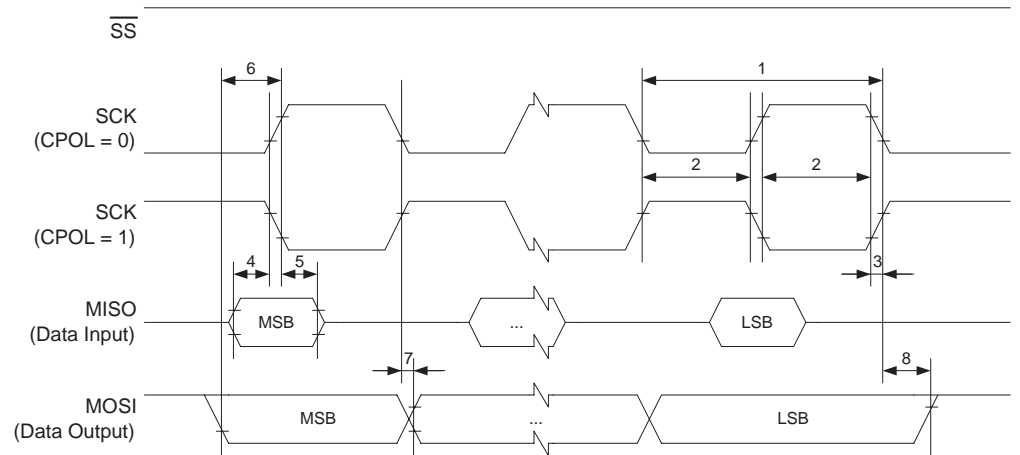 SS
6
1
SCK
(CPOL = 0)
2
2
SCK
(CPOL = 1)
4
5
3
MISO
(Data Input)
MSB
...
LSB
7
8
MOSI
(Data Output)
MSB
...
LSB